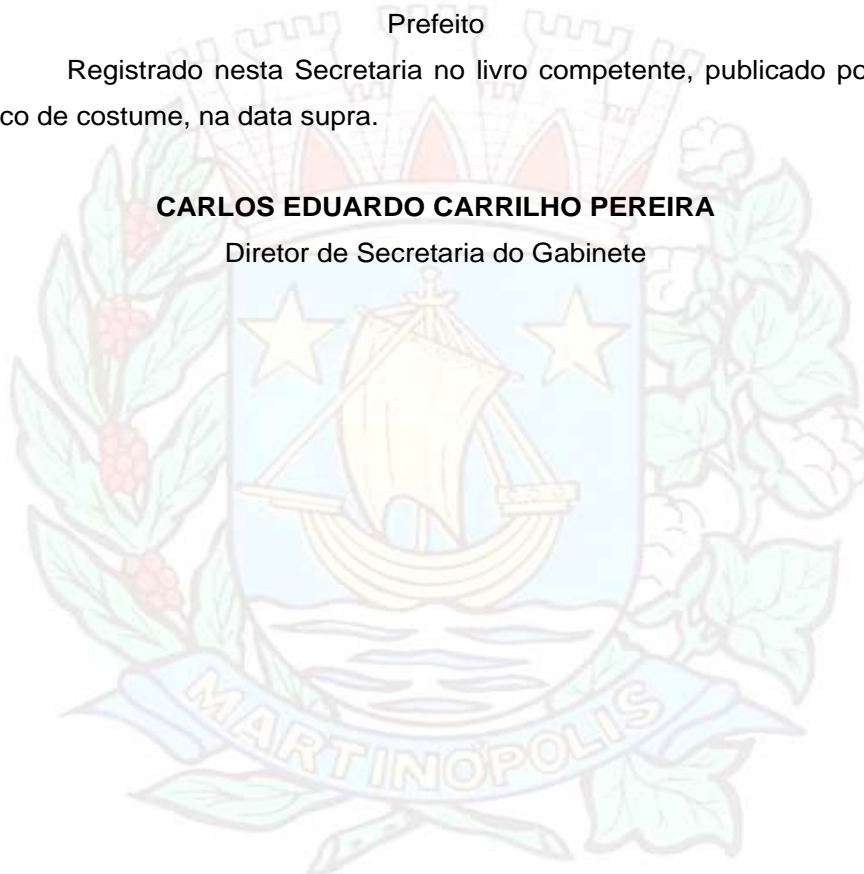 Prefeito
Registrado nesta Secretaria no livro competente, publicado po
co de costume, na data supra.
CARLOS EDUARDO CARRILHO PEREIRA
Diretor de Secretaria do Gabinete
MARTINÓPOLIS